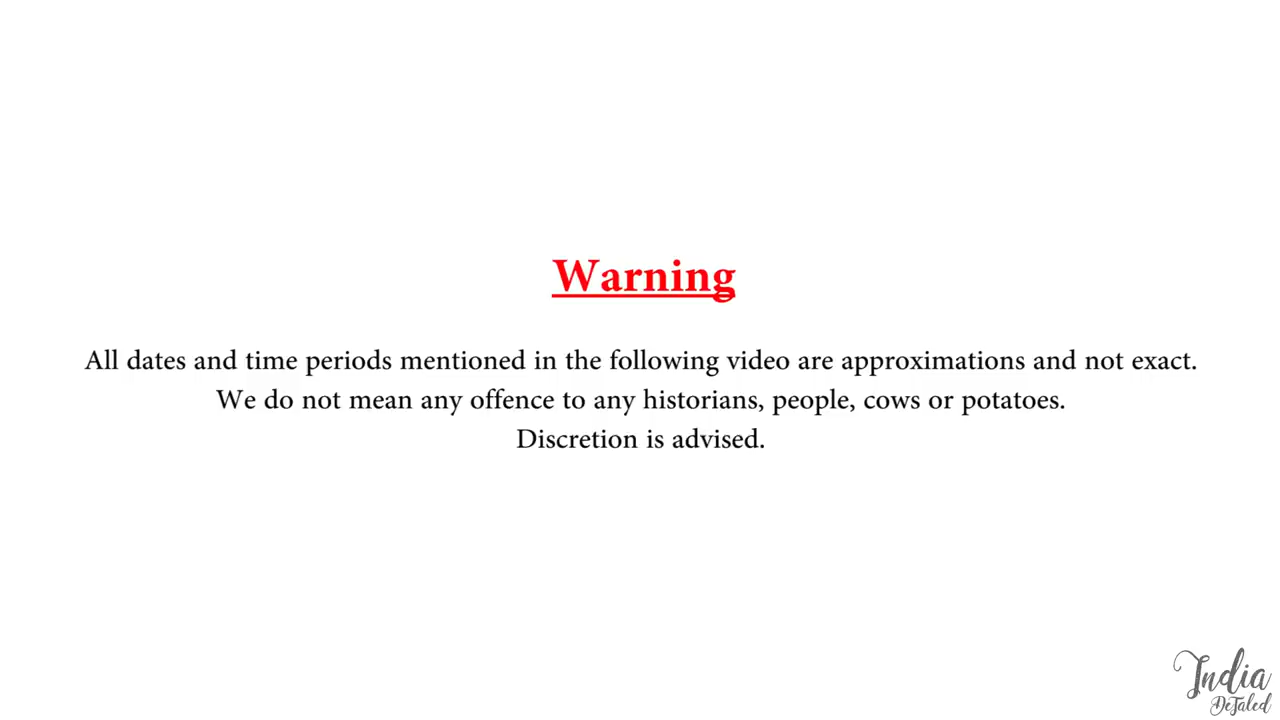 Warning
All dates and time periods mentioned in the following video are approximations and not exact.
We do not mean any offence to any historians, people, cows or potatoes.
Discretion is advised.
India
DeTaled